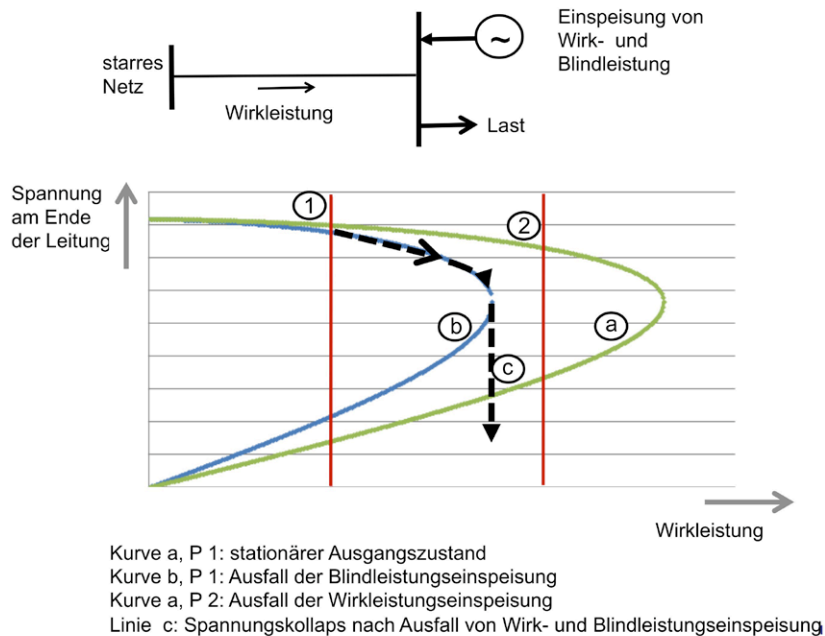 Einspeisung von
Wirk- und
Blindleistung
~
starres
Netz
Wirkleistung
Last
Spannung
am Ende
der Leitung
1
2
b
a
c
Wirkleistung
Kurve a, P 1: stationärer Ausgangszustand
Kurve b, P 1: Ausfall der Blindleistungseinspeisung
Kurve a, P 2: Ausfall der Wirkleistungseinspeisung
Linie c: Spannungskollaps nach Ausfall von Wirk- und Blindleistungseinspeisung